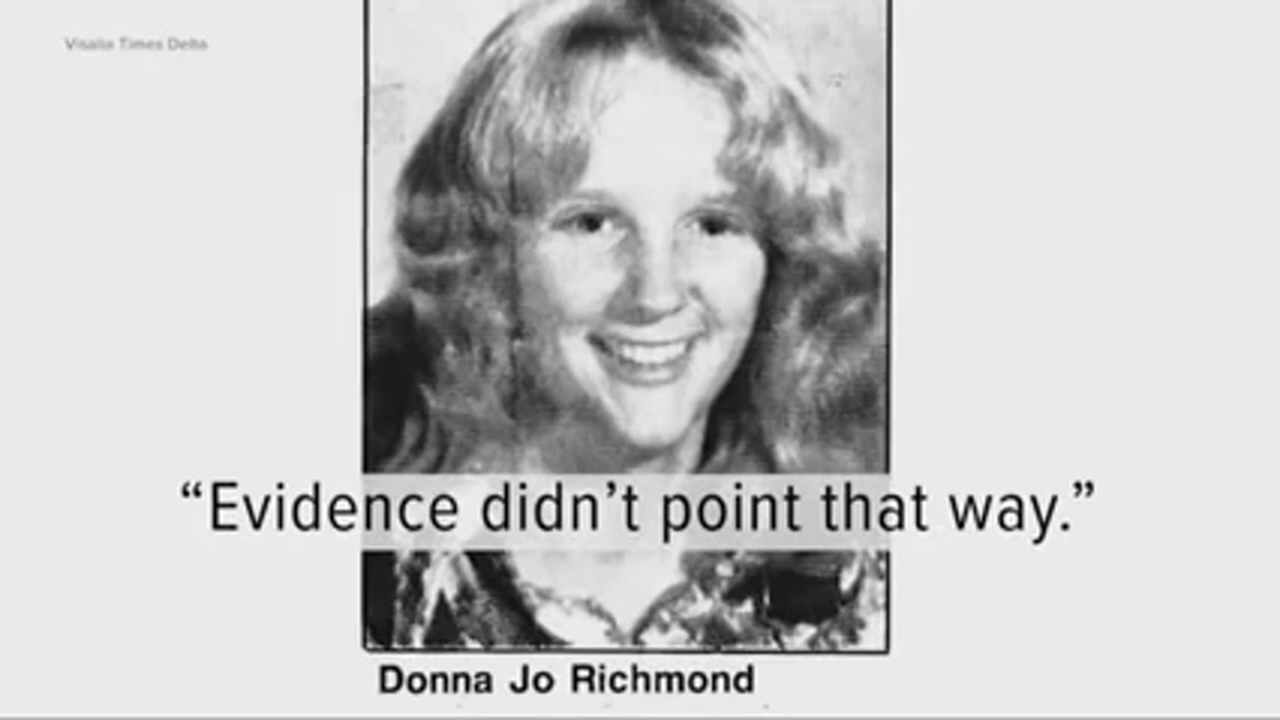 Visalia Times Delta
“Evidence didn’t point that way.”
Donna Jo Richmond